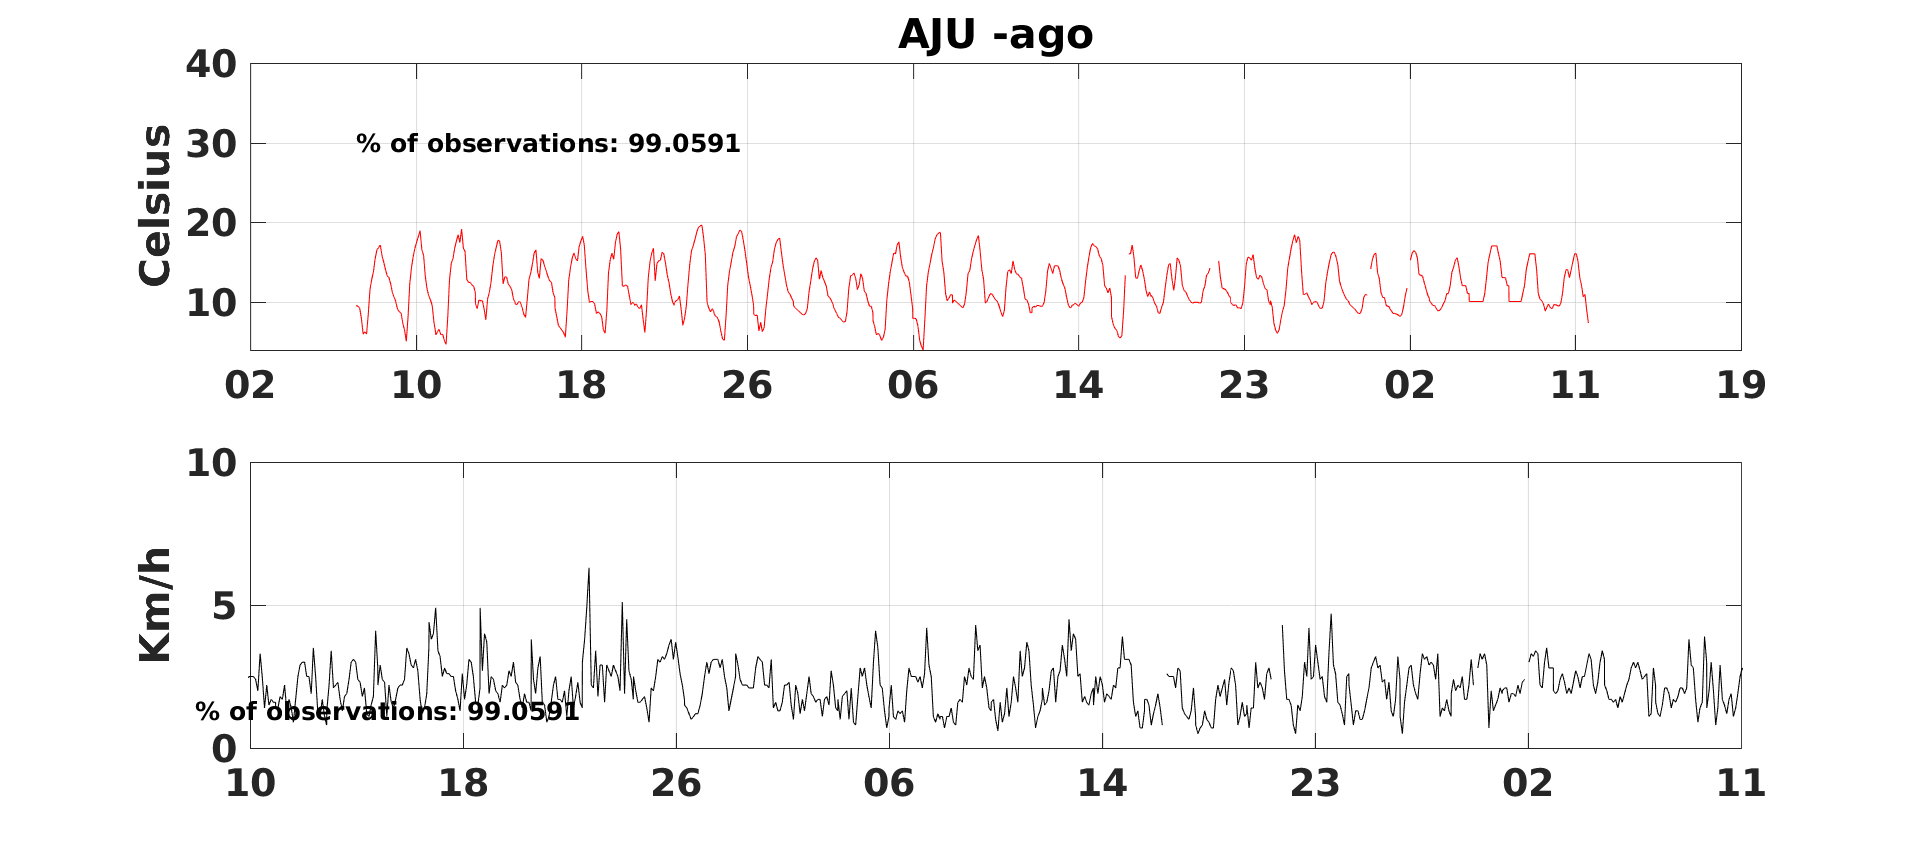 AJU -ago
40
30
20
10
Celsius
% of observations: 99.0591
02 10 18 26 06 14 23 02 11 19
10
5
0
Km/h
% of observations: 99.0591
10 18 26 06 14 23 02 11